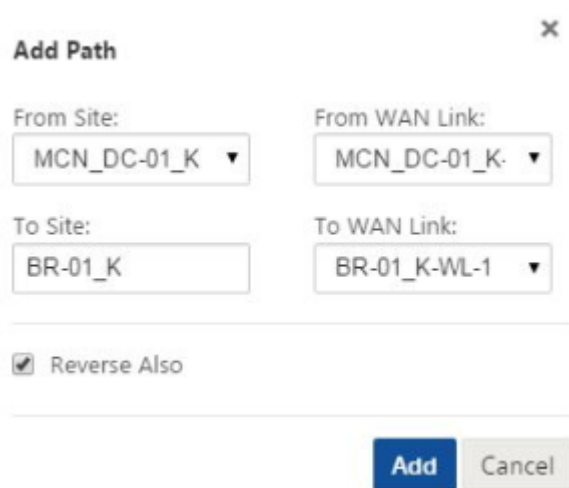 Add Path
From Site: From WAN Link:
MCN_DC-01_K MCN_DC-01_K-
To Site: To WAN Link:
BR-01_K BR-01_K-WL-1
Reverse Also
Add Cancel